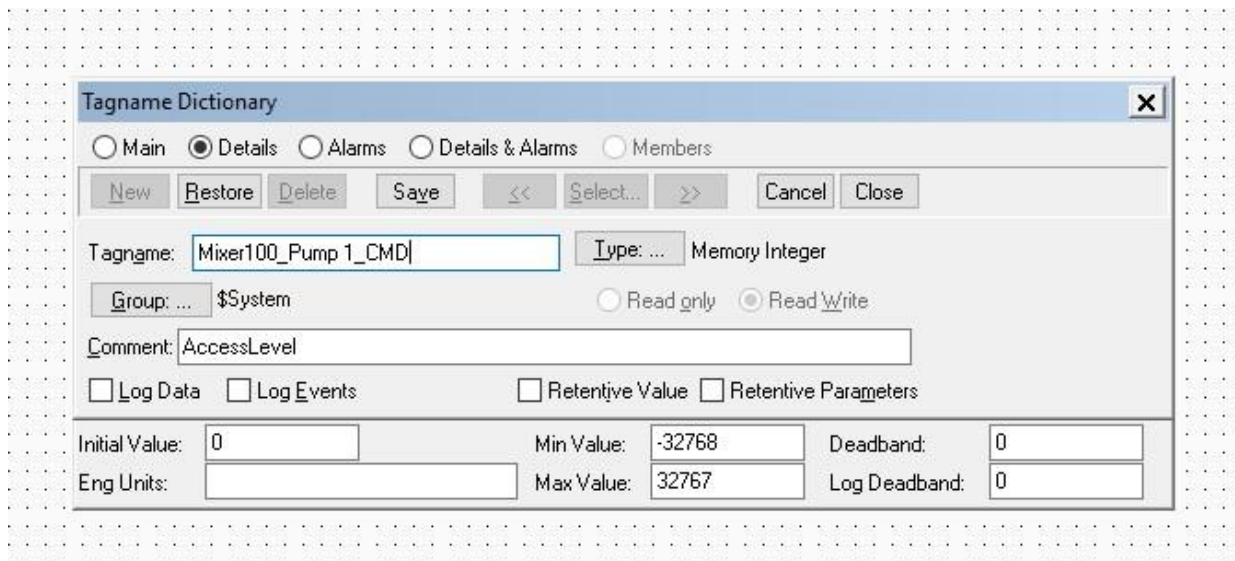 Tagname Dictionary
Main Details Alarms Details & Alarms Members
New Restore Delete Save << Select... >> Cancel Close
Tagname: Mixer100_Pump 1_CMD Type: ... Memory Integer
Group: ... $System Read only Read Write
Comment: AccessLevel
Log Data Log Events Retentive Value Retentive Parameters
Initial Value: 0 Min Value: -32768 Deadband: 0
Eng Units: Max Value: 32767 Log Deadband: 0